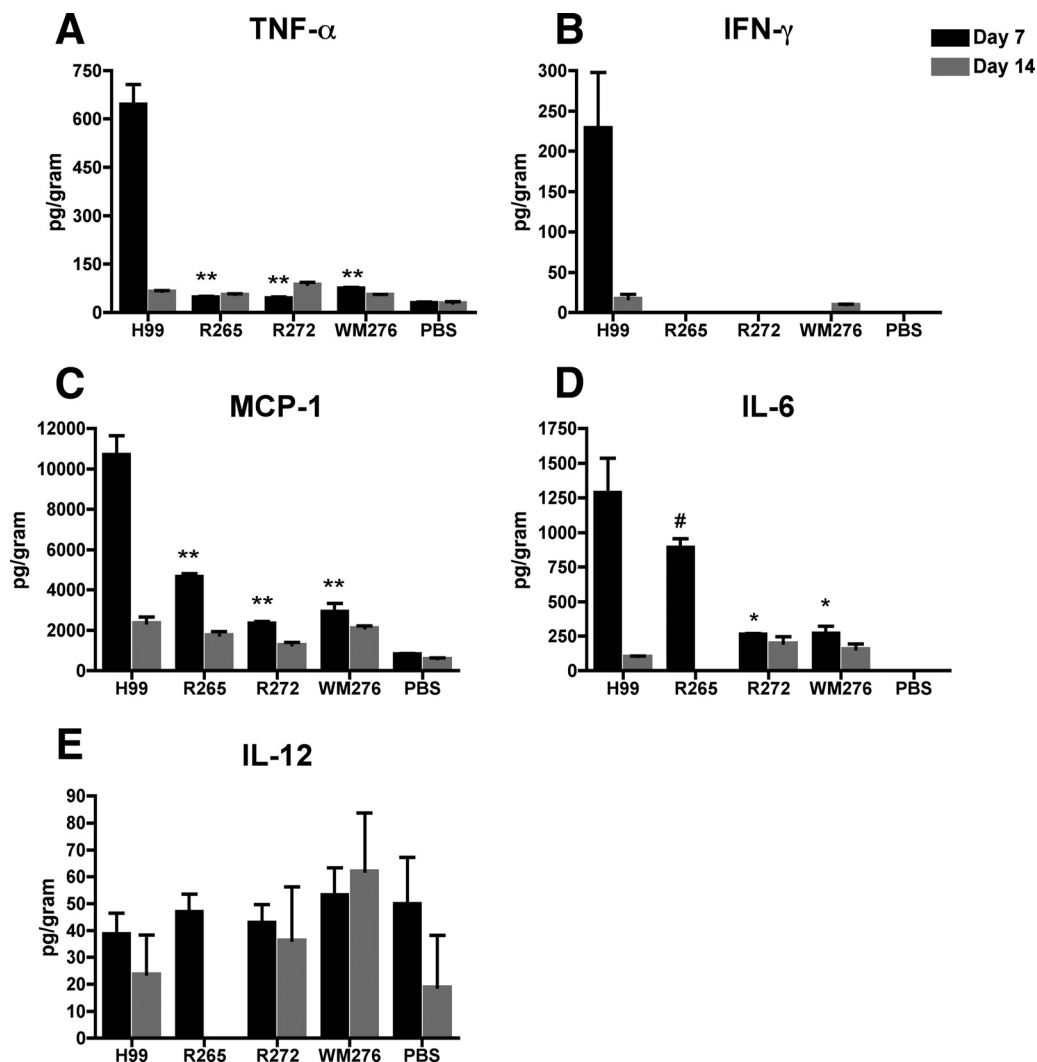 A
TNF-α
pg/gram
750
600
450
300
150
0
**
**
**
H99
R265
R272
WM276
PBS
B
IFN-γ
Day 7
Day 14
pg/gram
300
250
200
150
100
50
0
H99
R265
R272
WM276
PBS
C
MCP-1
pg/gram
12000
10000
8000
6000
4000
2000
0
**
**
**
H99
R265
R272
WM276
PBS
D
IL-6
pg/gram
1750
1500
1250
1000
750
500
250
0
#
*
*
H99
R265
R272
WM276
PBS
E
IL-12
pg/gram
90
80
70
60
50
40
30
20
10
0
H99
R265
R272
WM276
PBS